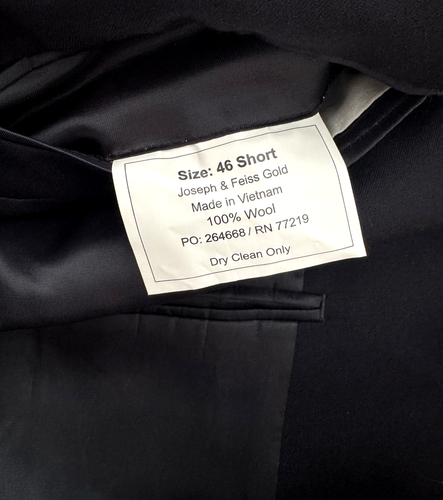 Size: 46 Short
Joseph & Feiss Gold
Made in Vietnam
100% Wool
PO: 264668 / RN 77219
Dry Clean Only